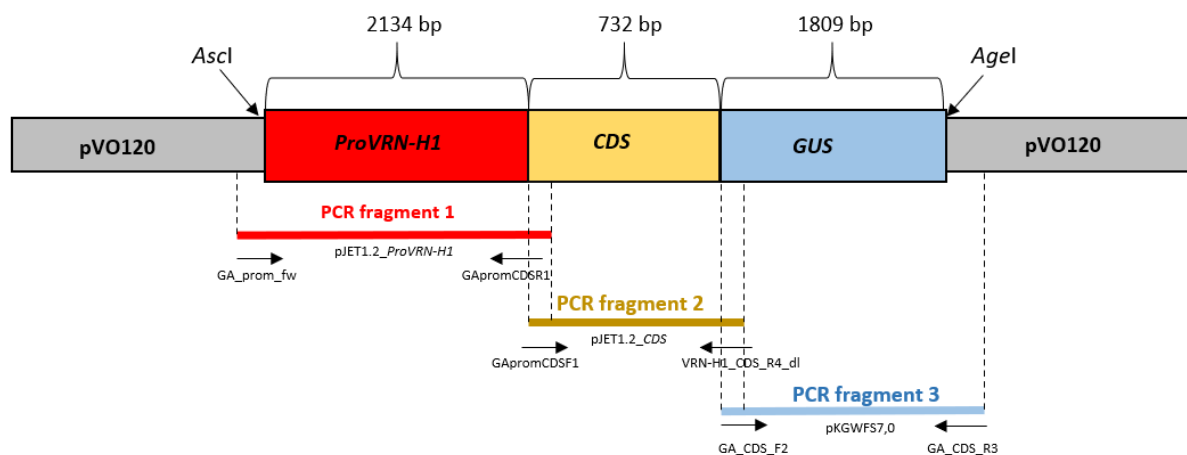 2134 bp
732 bp
1809 bp
AscI
AgeI
pVO120
ProVRN-H1
CDS
GUS
pVO120
PCR fragment 1
pJET1.2_ProVRN-H1
GA_prom_fw
GApromCDSR1
PCR fragment 2
pJET1.2_CDS
GApromCDSF1
VRN-H1_CDS_R4_dl
PCR fragment 3
pKGWFS7,0
GA_CDS_F2
GA_CDS_R3